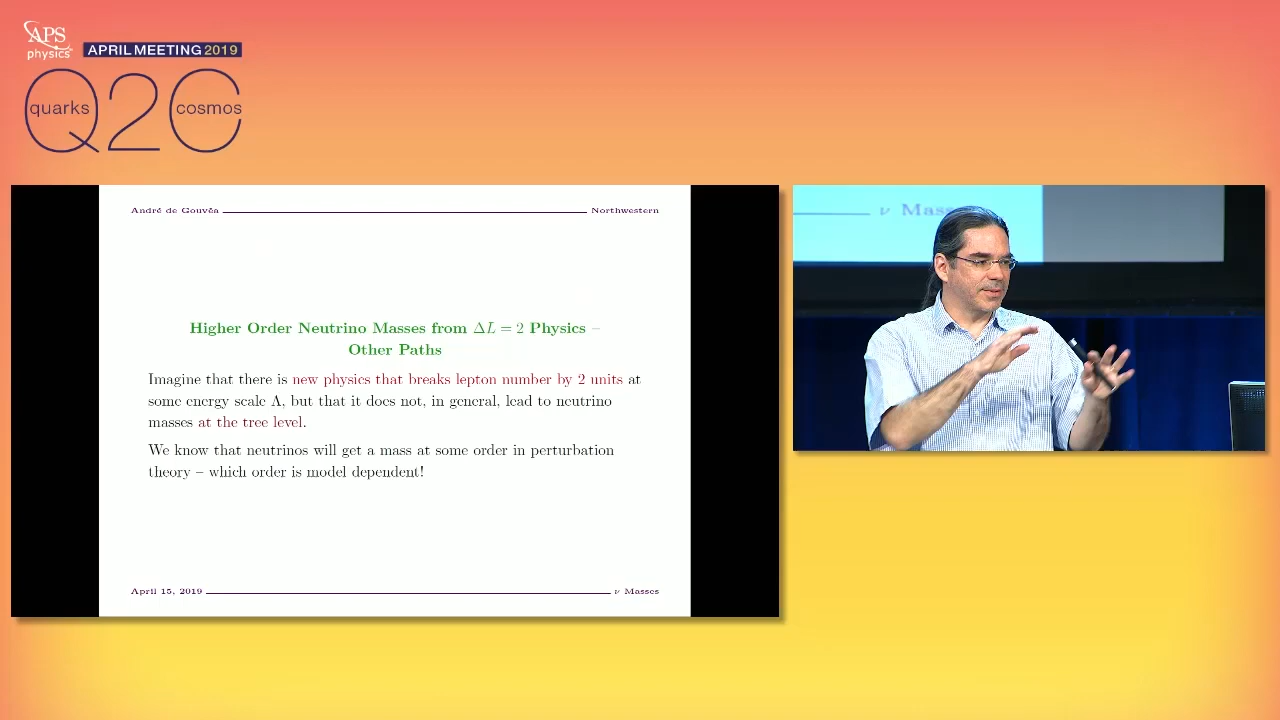 APS
physics
APRIL MEETING 2019
Q2C
quarks
cosmos
André de Gouvêa
Northwestern
Higher Order Neutrino Masses from ΔL = 2 Physics –
Other Paths
Imagine that there is new physics that breaks lepton number by 2 units at
some energy scale Λ, but that it does not, in general, lead to neutrino
masses at the tree level.
We know that neutrinos will get a mass at some order in perturbation
theory – which order is model dependent!
April 15, 2019
ν Masses
ν Mass